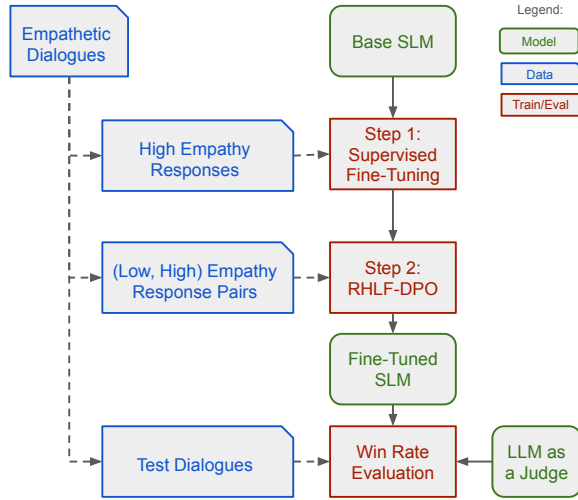 Legend:
Model
Data
Train/Eval
Empathetic
Dialogues
Base SLM
High Empathy
Responses
Step 1:
Supervised
Fine-Tuning
(Low, High) Empathy
Response Pairs
Step 2:
RHLF-DPO
Fine-Tuned
SLM
Test Dialogues
Win Rate
Evaluation
LLM as
a Judge